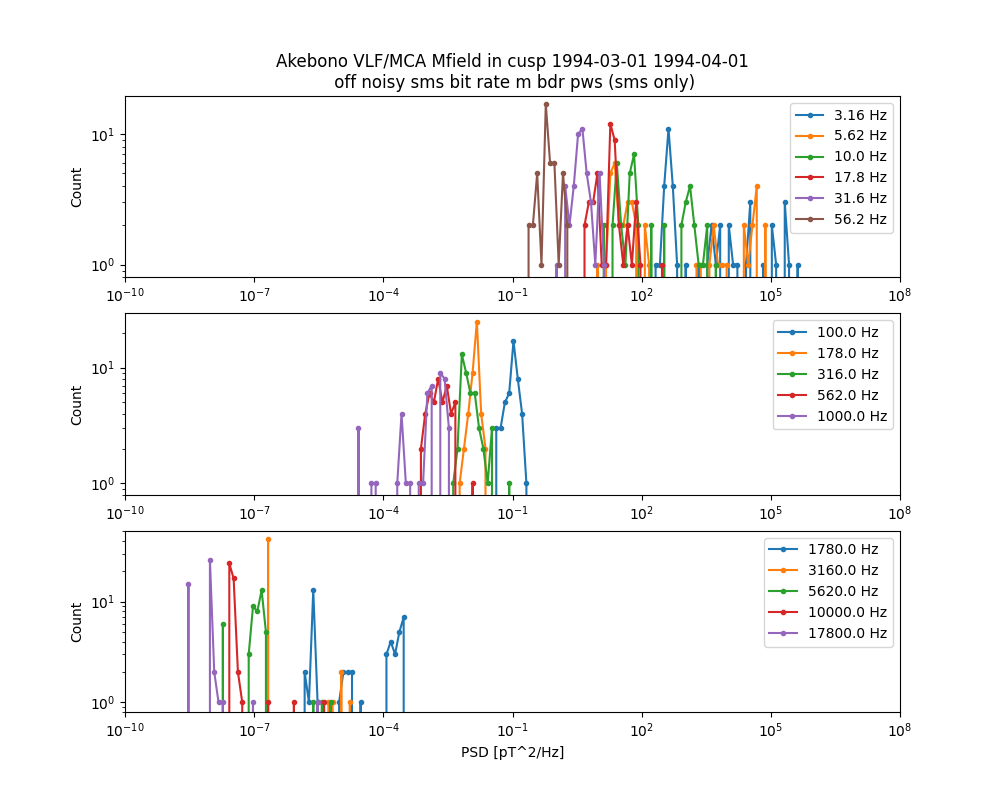 Akebono VLF/MCA Mfield in cusp 1994-03-01 1994-04-01
off noisy sms bit rate m bdr pws (sms only)
Count
10^1
10^0
3.16 Hz
5.62 Hz
10.0 Hz
17.8 Hz
31.6 Hz
56.2 Hz
10^-10 10^-7 10^-4 10^-1 10^2 10^5 10^8
Count
10^1
10^0
100.0 Hz
178.0 Hz
316.0 Hz
562.0 Hz
1000.0 Hz
10^-10 10^-7 10^-4 10^-1 10^2 10^5 10^8
Count
10^1
10^0
1780.0 Hz
3160.0 Hz
5620.0 Hz
10000.0 Hz
17800.0 Hz
10^-10 10^-7 10^-4 10^-1 10^2 10^5 10^8
PSD [pT^2/Hz]